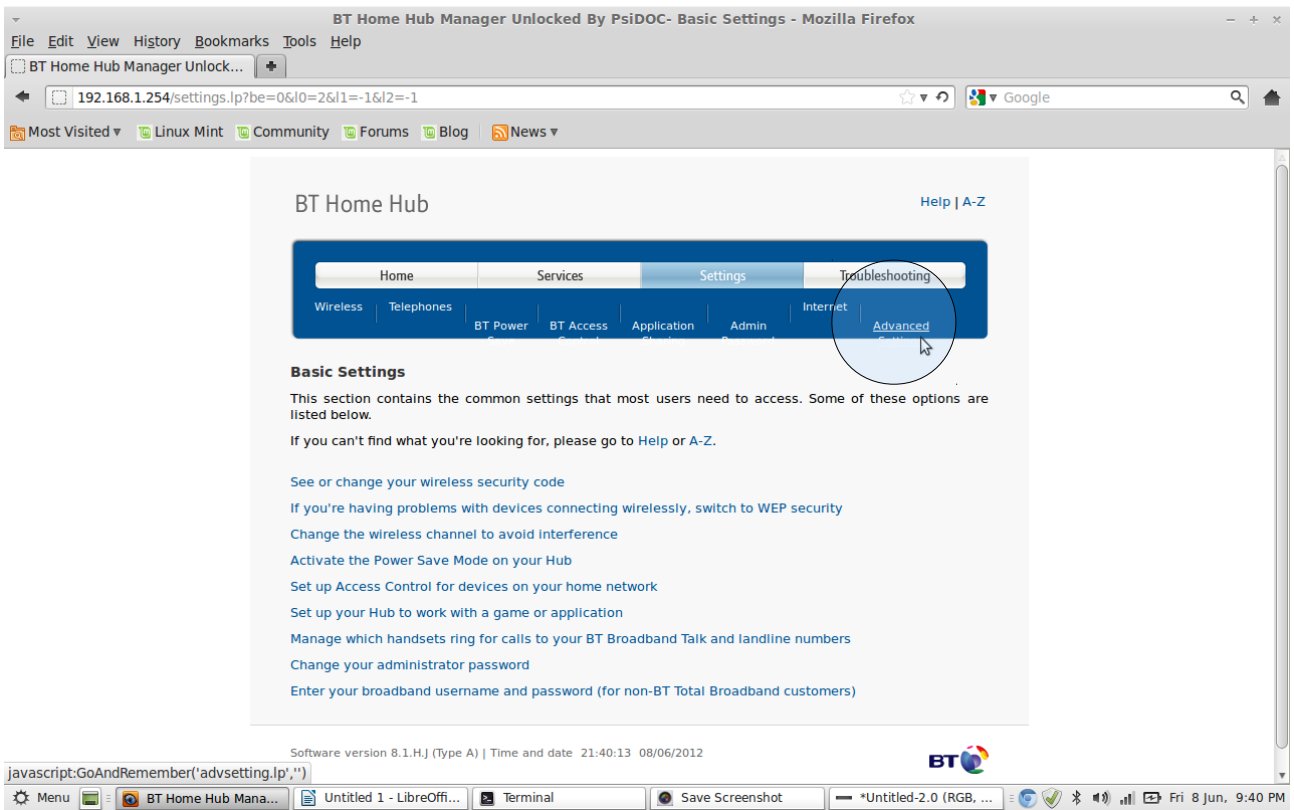 BT Home Hub Manager Unlocked By PsiDOC- Basic Settings - Mozilla Firefox
File Edit View History Bookmarks Tools Help
BT Home Hub Manager Unlock...
192.168.1.254/settings.lp?be=0&l0=2&l1=-1&l2=-1 Google
Most Visited Linux Mint Community Forums Blog News
BT Home Hub
Help | A-Z
Home Services Settings Troubleshooting
Wireless Telephones Internet
BT Power BT Access Application Admin Advanced
Basic Settings
This section contains the common settings that most users need to access. Some of these options are
listed below.
If you can't find what you're looking for, please go to Help or A-Z.
See or change your wireless security code
If you're having problems with devices connecting wirelessly, switch to WEP security
Change the wireless channel to avoid interference
Activate the Power Save Mode on your Hub
Set up Access Control for devices on your home network
Set up your Hub to work with a game or application
Manage which handsets ring for calls to your BT Broadband Talk and landline numbers
Change your administrator password
Enter your broadband username and password (for non-BT Total Broadband customers)
Software version 8.1.H.J (Type A) | Time and date 21:40:13 08/06/2012
BT
javascript:GoAndRemember('advsetting.lp','')
Menu BT Home Hub Mana... Untitled 1 - LibreOffi... Terminal Save Screenshot *Untitled-2.0 (RGB, ... Fri 8 Jun, 9:40 PM